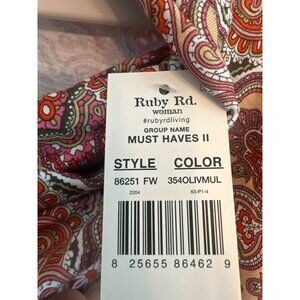 Ruby Rd.
woman
#rubyrdliving
GROUP NAME
MUST HAVES II
STYLE COLOR
86251 FW 354OLIVMUL
2204 63-P1-4
8 25655 86462 9